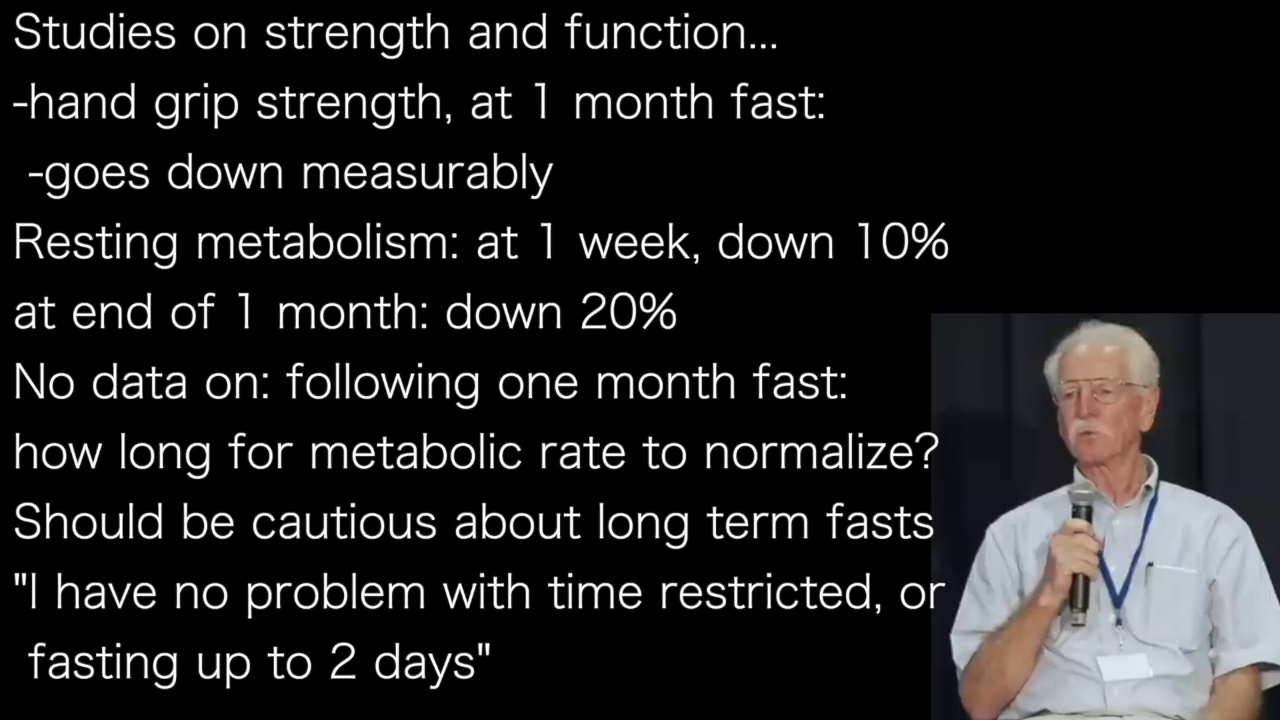 Studies on strength and function...
-hand grip strength, at 1 month fast:
-goes down measurably
Resting metabolism: at 1 week, down 10%
at end of 1 month: down 20%
No data on: following one month fast:
how long for metabolic rate to normalize?
Should be cautious about long term fasts
"I have no problem with time restricted, or
fasting up to 2 days"